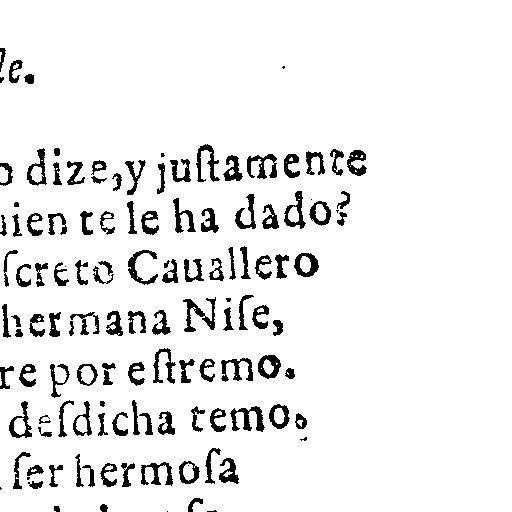 le.
o dize,y juſtamente
uien te le ha dado?
ſcreto Cauallero
hermana Niſe,
re por eſtremo.
deſdicha temo.
ſer hermoſa